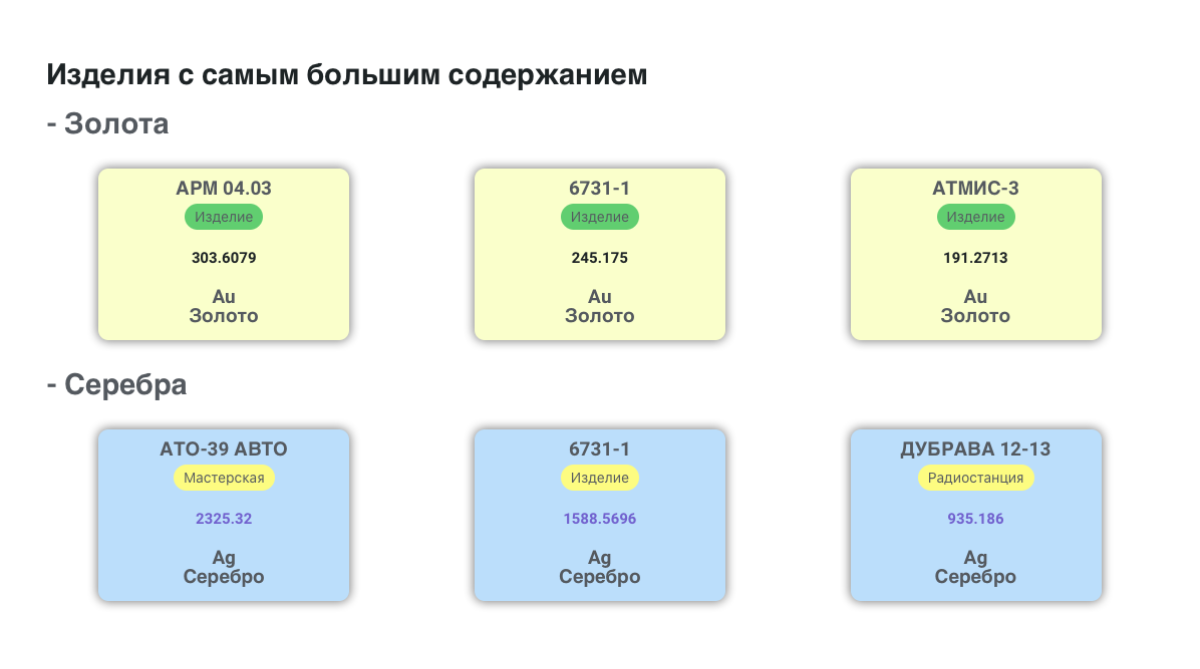 Изделия с самым большим содержанием
- Золота
АРМ 04.03
Изделие
303.6079
Au
Золото
6731-1
Изделие
245.175
Au
Золото
АТМИС-3
Изделие
191.2713
Au
Золото
- Серебра
АТО-39 АВТО
Мастерская
2325.32
Ag
Серебро
6731-1
Изделие
1588.5696
Ag
Серебро
ДУБРАВА 12-13
Радиостанция
935.186
Ag
Серебро